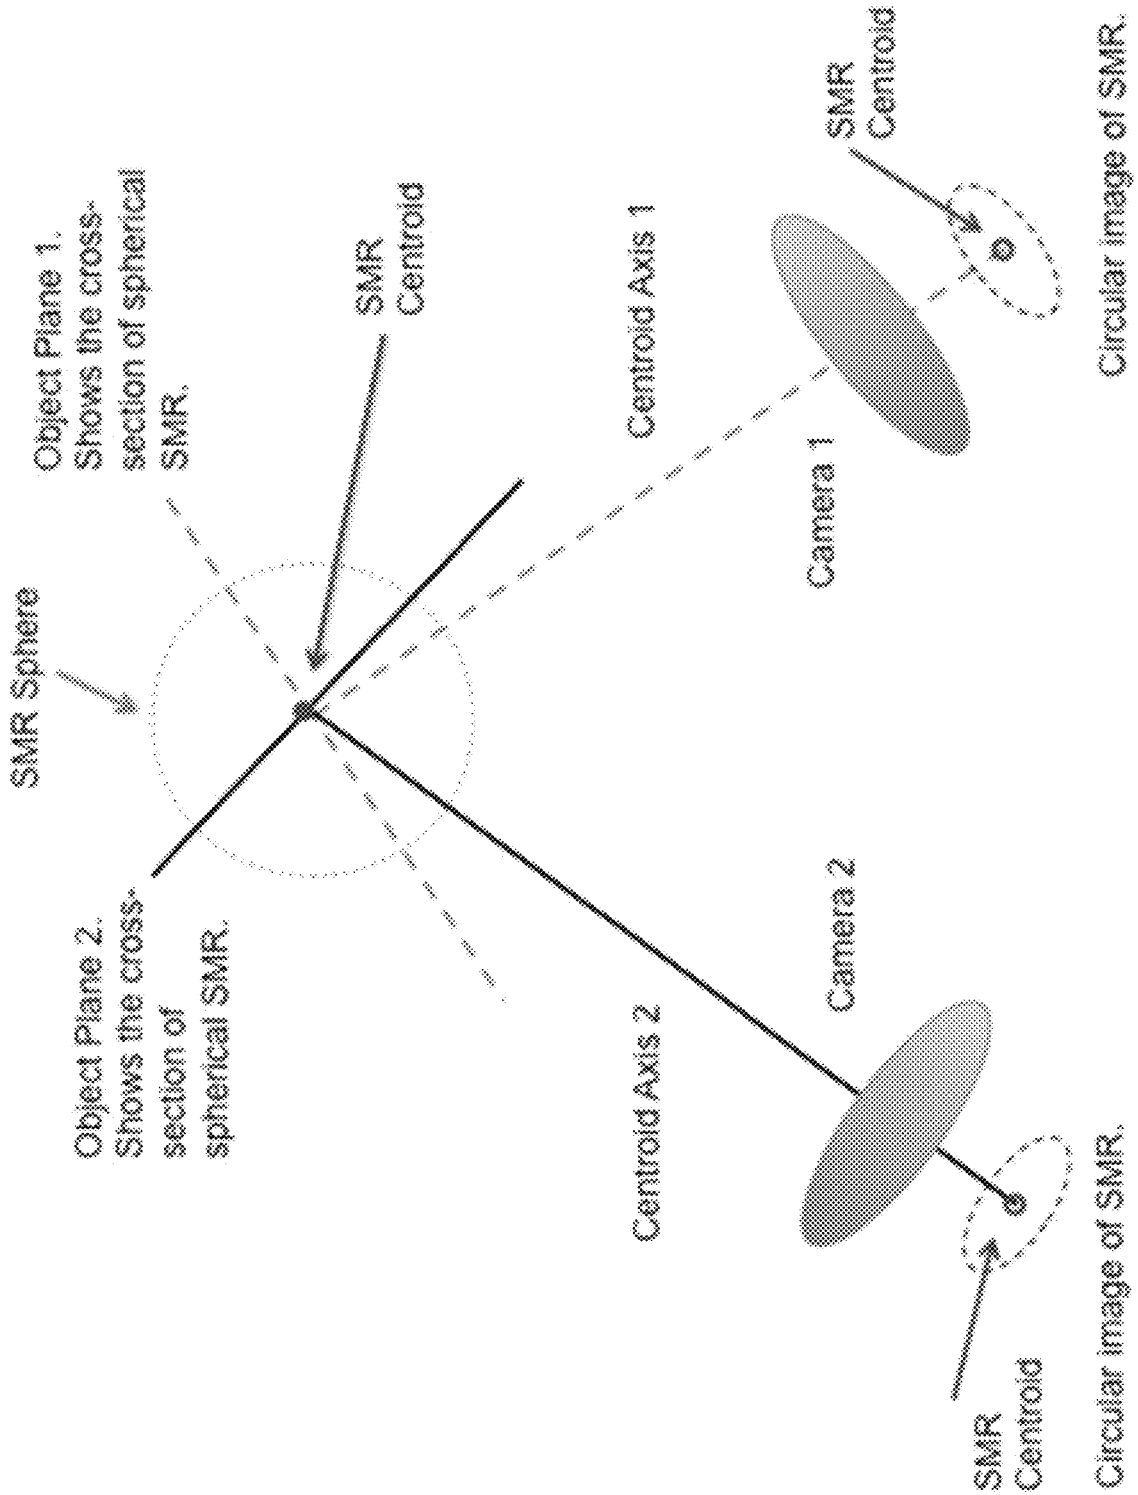 SMR Sphere
Object Plane 2.
Shows the cross-
section of
spherical SMR.
Object Plane 1.
Shows the cross-
section of spherical
SMR.
SMR
Centroid
Centroid Axis 2
Centroid Axis 1
Camera 2
Camera 1
SMR
Centroid
SMR
Centroid
Circular image of SMR.
Circular image of SMR.